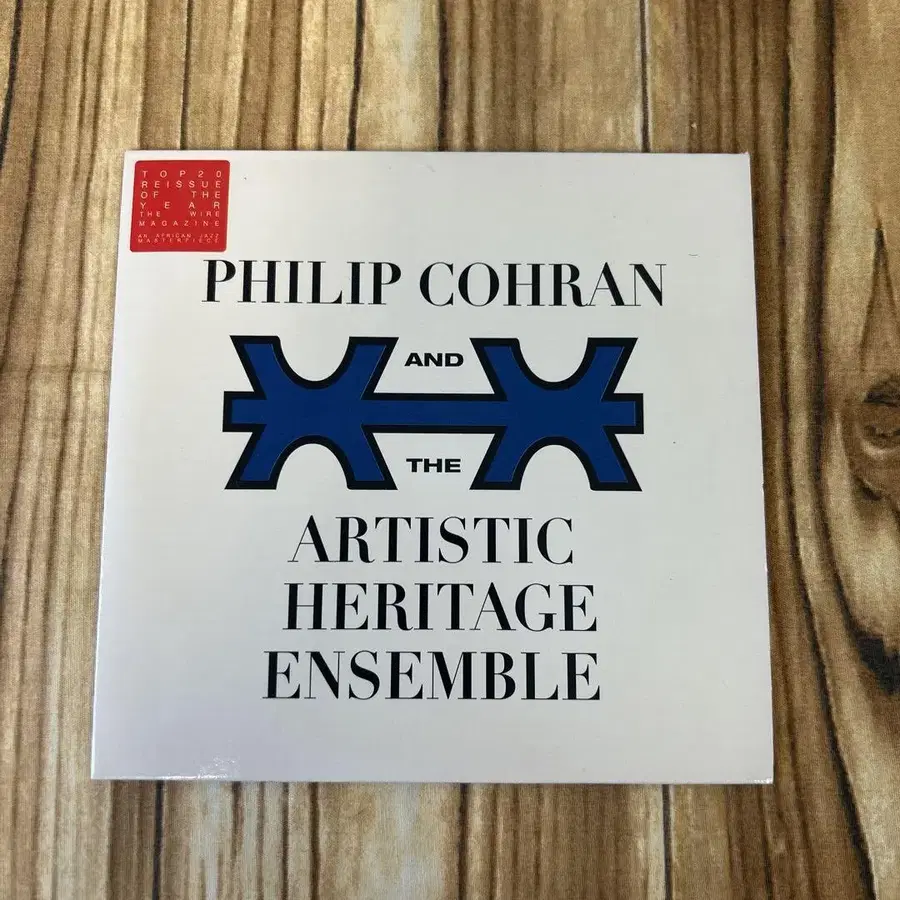 TOP 20
REISSUE
OF THE
YEAR
THE WIRE
MAGAZINE
AN AFRICAN JAZZ
MASTERPIECE
PHILIP COHRAN
AND
THE
ARTISTIC
HERITAGE
ENSEMBLE